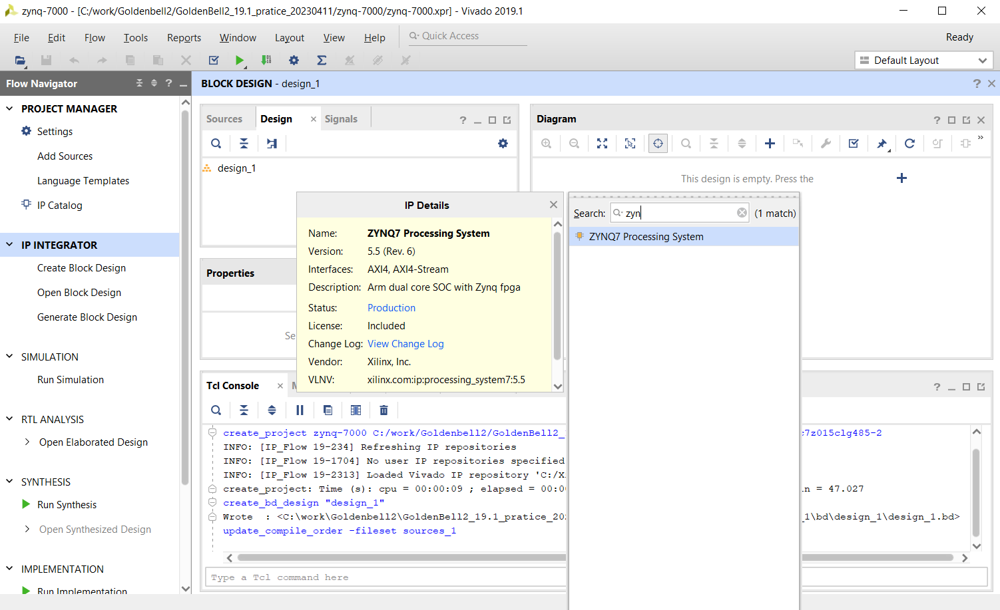 zynq-7000 - [C:/work/Goldenbell2/GoldenBell2_19.1_pratice_20230411/zynq-7000/zynq-7000.xpr] - Vivado 2019.1
File Edit Flow Tools Reports Window Layout View Help Quick Access Ready
Default Layout
Flow Navigator
PROJECT MANAGER
Settings
Add Sources
Language Templates
IP Catalog
IP INTEGRATOR
Create Block Design
Open Block Design
Generate Block Design
SIMULATION
Run Simulation
RTL ANALYSIS
Open Elaborated Design
SYNTHESIS
Run Synthesis
Open Synthesized Design
IMPLEMENTATION
Run Implementation
BLOCK DESIGN - design_1
Sources Design Signals
design_1
Properties
Diagram
This design is empty. Press the
IP Details
Name: ZYNQ7 Processing System
Version: 5.5 (Rev. 6)
Interfaces: AXI4, AXI4-Stream
Description: Arm dual core SOC with Zynq fpga
Status: Production
License: Included
Change Log: View Change Log
Vendor: Xilinx, Inc.
VLNV: xilinx.com:ip:processing_system7:5.5
Search: zyn (1 match)
ZYNQ7 Processing System
Tcl Console
create_project zynq-7000 C:/work/Goldenbell2/GoldenBell2_ c7z015clg485-2
INFO: [IP_Flow 19-234] Refreshing IP repositories
INFO: [IP_Flow 19-1704] No user IP repositories specified
INFO: [IP_Flow 19-2313] Loaded Vivado IP repository 'C:/X
create_project: Time (s): cpu = 00:00:09 ; elapsed = 00:0 n = 47.027
create_bd_design "design_1"
Wrote : <C:\work\Goldenbell2\GoldenBell2_19.1_pratice_20 _1\bd\design_1\design_1.bd>
update_compile_order -fileset sources_1
Type a Tcl command here